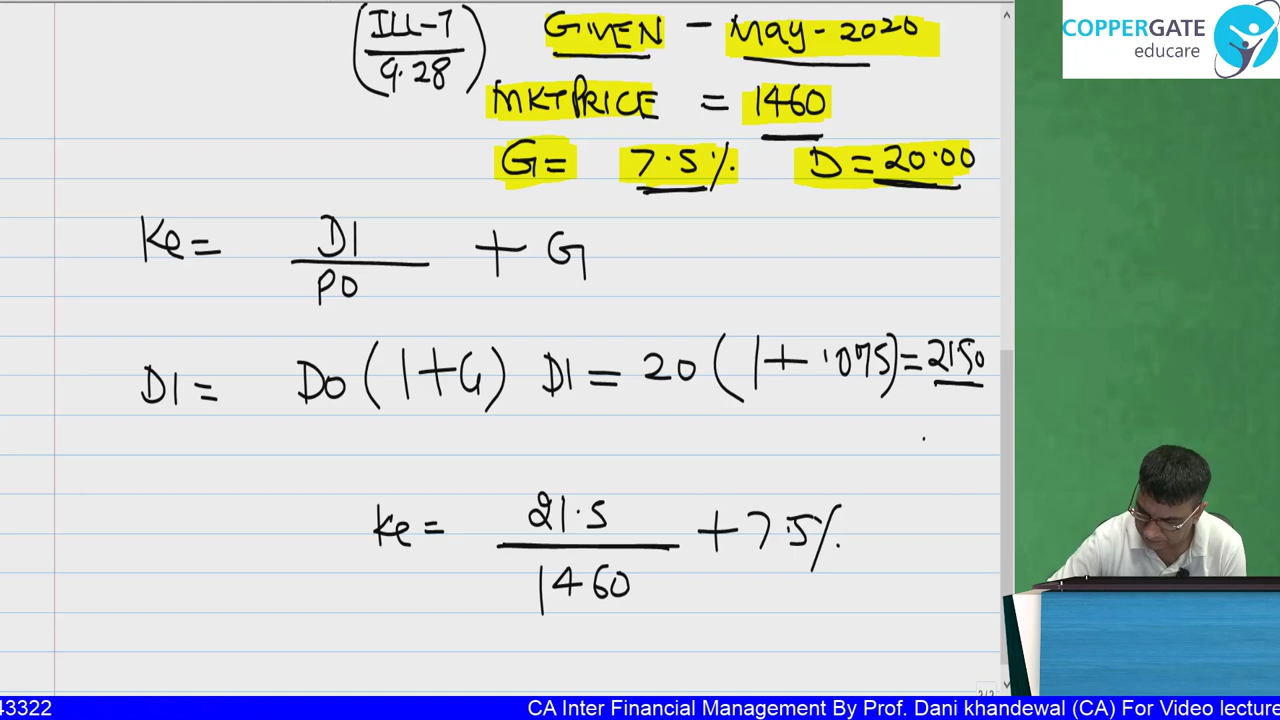 (ILL-7 / 9.28) GIVEN - May-2020
MKT PRICE = 1460
G = 7.5% D = 20.00
Ke = D1 / P0 + G
D1 = D0 (1+G) D1 = 20 (1 + .075) = 21.50
Ke = 21.5 / 1460 + 7.5%
COPPERGATE
educare
43322 CA Inter Financial Management By Prof. Dani khandewal (CA) For Video lecture